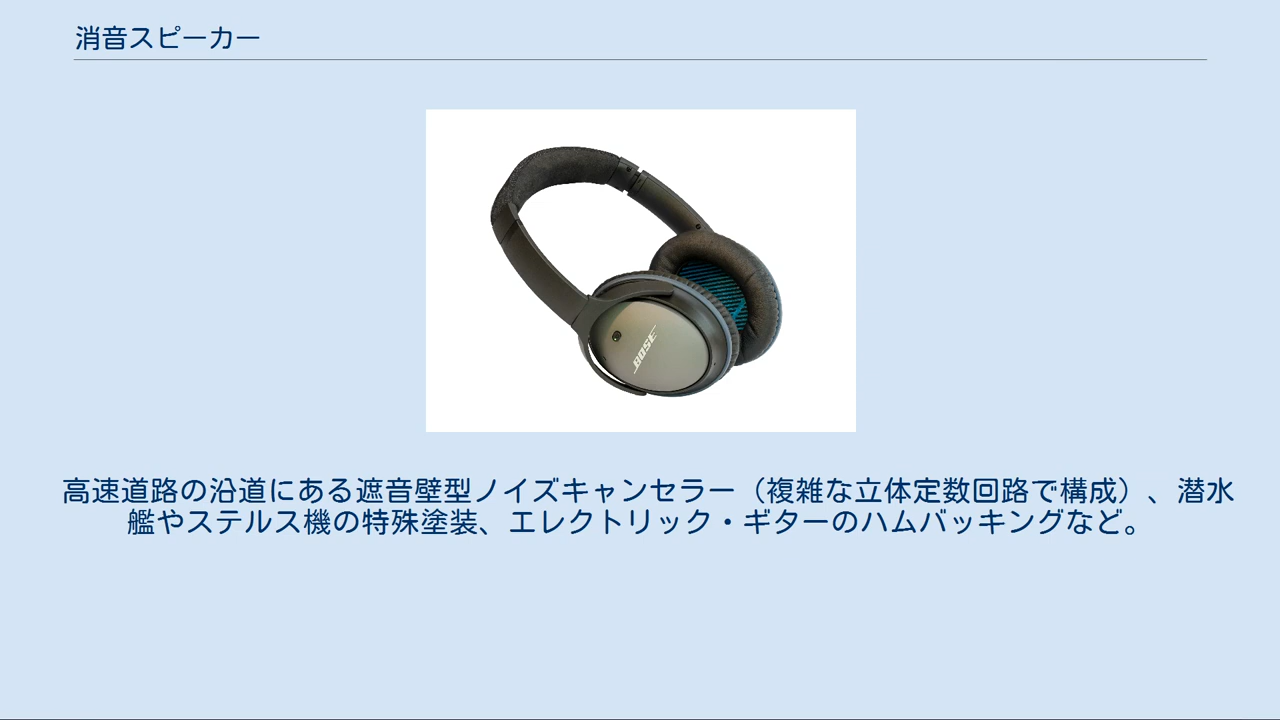 消音スピーカー
BOSE
高速道路の沿道にある遮音壁型ノイズキャンセラー（複雑な立体定数回路で構成）、潜水
艦やステルス機の特殊塗装、エレクトリック・ギターのハムバッキングなど。